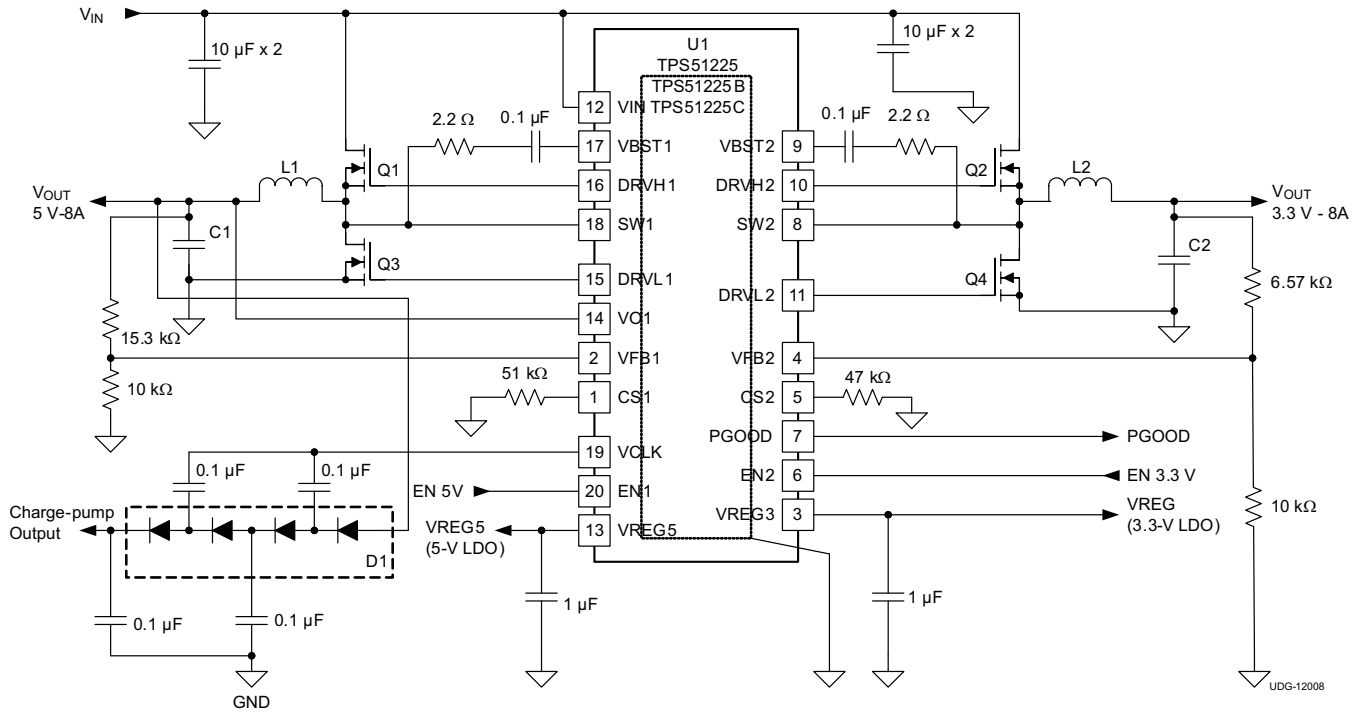 VIN
10 µF x 2
10 µF x 2
U1
TPS51225
TPS51225B
TPS51225C
12 VIN
2.2 Ω
0.1 µF
17 VBST1
VBST2 9
0.1 µF
2.2 Ω
L1
Q1
16 DRVH1
DRVH2 10
Q2
L2
VOUT
5 V-8A
VOUT
3.3 V - 8A
C1
18 SW1
SW2 8
C2
Q3
15 DRVL1
DRVL2 11
Q4
6.57 kΩ
14 VO1
15.3 kΩ
2 VFB1
VFB2 4
10 kΩ
51 kΩ
1 CS1
CS2 5
47 kΩ
PGOOD 7
PGOOD
19 VCLK
0.1 µF
0.1 µF
EN2 6
EN 3.3 V
EN 5V
20 EN1
Charge-pump
Output
VREG5
(5-V LDO)
13 VREG5
VREG3 3
VREG
(3.3-V LDO)
10 kΩ
D1
0.1 µF
0.1 µF
1 µF
1 µF
GND
UDG-12008